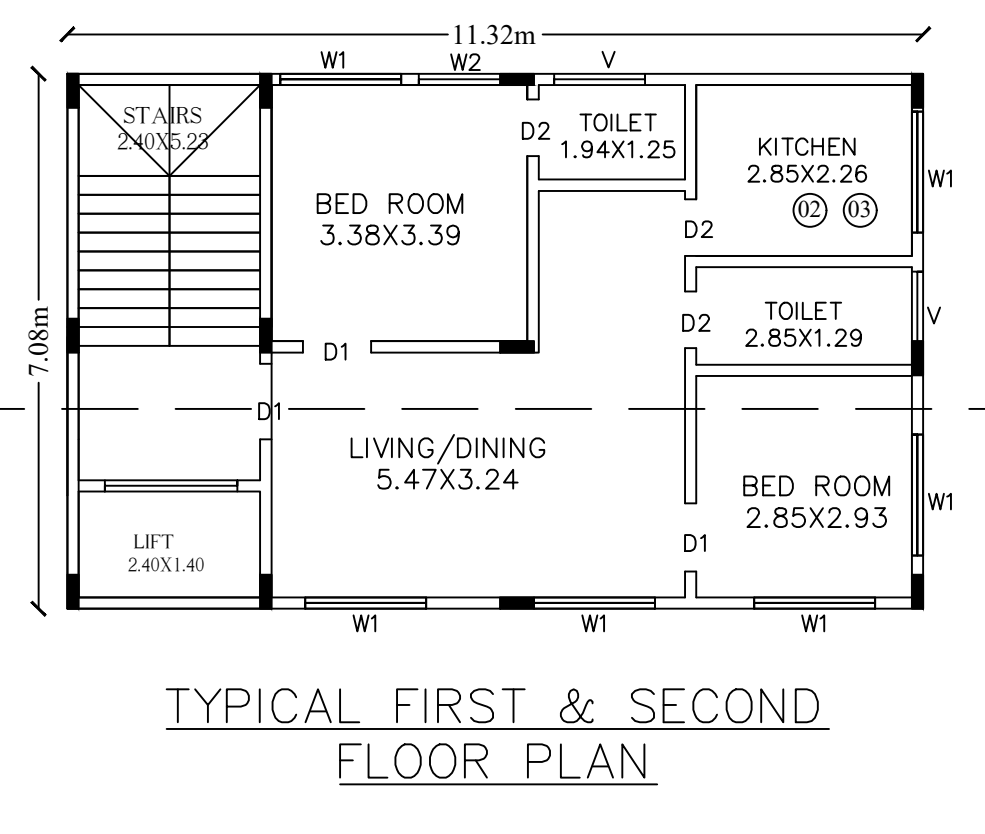 11.32m
W1
W2
V
STAIRS
2.40X5.23
D2
TOILET
1.94X1.25
KITCHEN
2.85X2.26
02 03
W1
BED ROOM
3.38X3.39
D2
7.08m
D2
TOILET
2.85X1.29
V
D1
D1
LIVING/DINING
5.47X3.24
BED ROOM
2.85X2.93
W1
LIFT
2.40X1.40
D1
W1
W1
W1
TYPICAL FIRST & SECOND
FLOOR PLAN